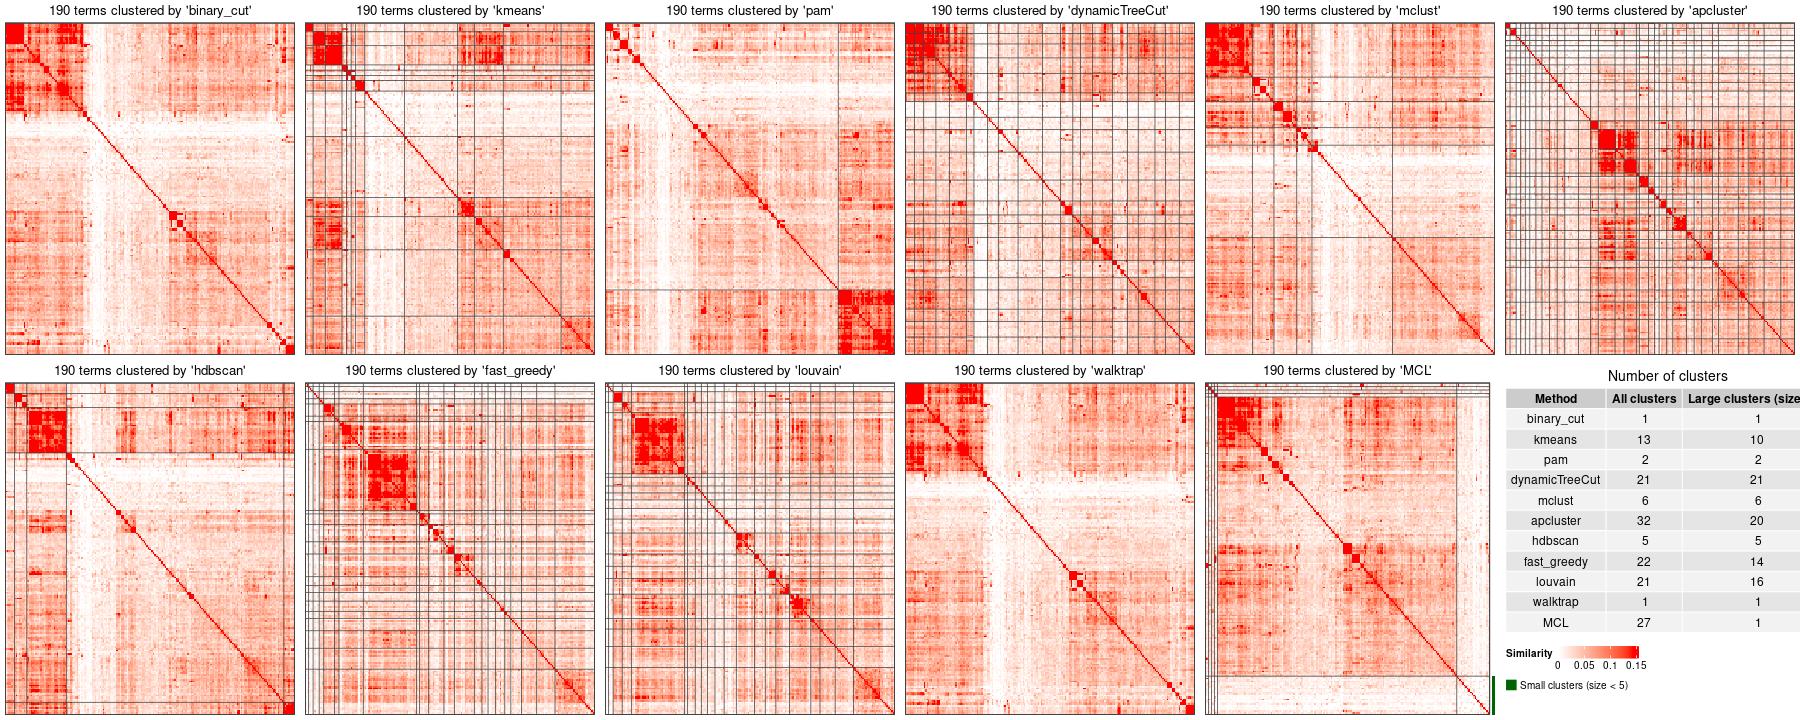 190 terms clustered by 'binary_cut'
190 terms clustered by 'kmeans'
190 terms clustered by 'pam'
190 terms clustered by 'dynamicTreeCut'
190 terms clustered by 'mclust'
190 terms clustered by 'apcluster'
190 terms clustered by 'hdbscan'
190 terms clustered by 'fast_greedy'
190 terms clustered by 'louvain'
190 terms clustered by 'walktrap'
190 terms clustered by 'MCL'
Number of clusters
Method All clusters Large clusters (size
binary_cut 1 1
kmeans 13 10
pam 2 2
dynamicTreeCut 21 21
mclust 6 6
apcluster 32 20
hdbscan 5 5
fast_greedy 22 14
louvain 21 16
walktrap 1 1
MCL 27 1
Similarity
0 0.05 0.1 0.15
Small clusters (size < 5)